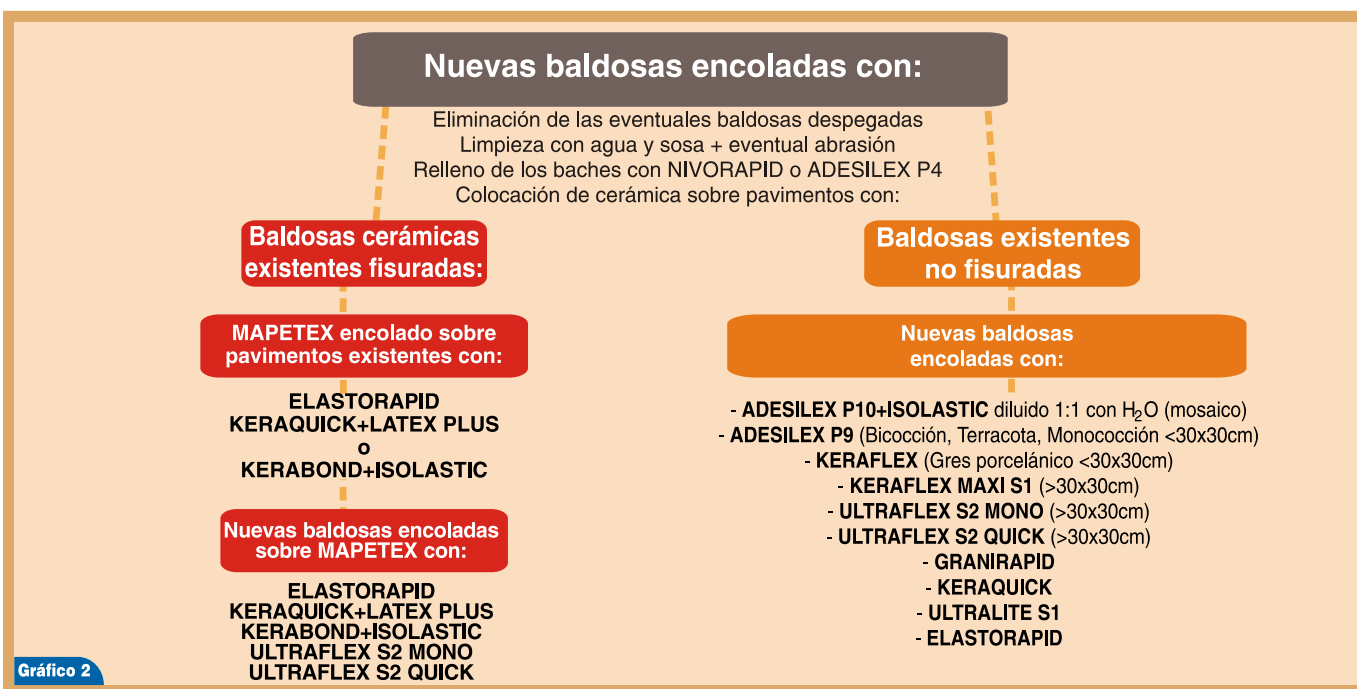 Nuevas baldosas encoladas con:
Eliminación de las eventuales baldosas despegadas
Limpieza con agua y sosa + eventual abrasión
Relleno de los baches con NIVORAPID o ADESILEX P4
Colocación de cerámica sobre pavimentos con:
Baldosas cerámicas
existentes fisuradas:
MAPETEX encolado sobre
pavimentos existentes con:
ELASTORAPID
KERAQUICK+LATEX PLUS
o
KERABOND+ISOLASTIC
Nuevas baldosas encoladas
sobre MAPETEX con:
ELASTORAPID
KERAQUICK+LATEX PLUS
KERABOND+ISOLASTIC
ULTRAFLEX S2 MONO
ULTRAFLEX S2 QUICK
Baldosas existentes
no fisuradas
Nuevas baldosas
encoladas con:
- ADESILEX P10+ISOLASTIC diluido 1:1 con H₂O (mosaico)
- ADESILEX P9 (Bicocción, Terracota, Monococción <30x30cm)
- KERAFLEX (Gres porcelánico <30x30cm)
- KERAFLEX MAXI S1 (>30x30cm)
- ULTRAFLEX S2 MONO (>30x30cm)
- ULTRAFLEX S2 QUICK (>30x30cm)
- GRANIRAPID
- KERAQUICK
- ULTRALITE S1
- ELASTORAPID
Gráfico 2